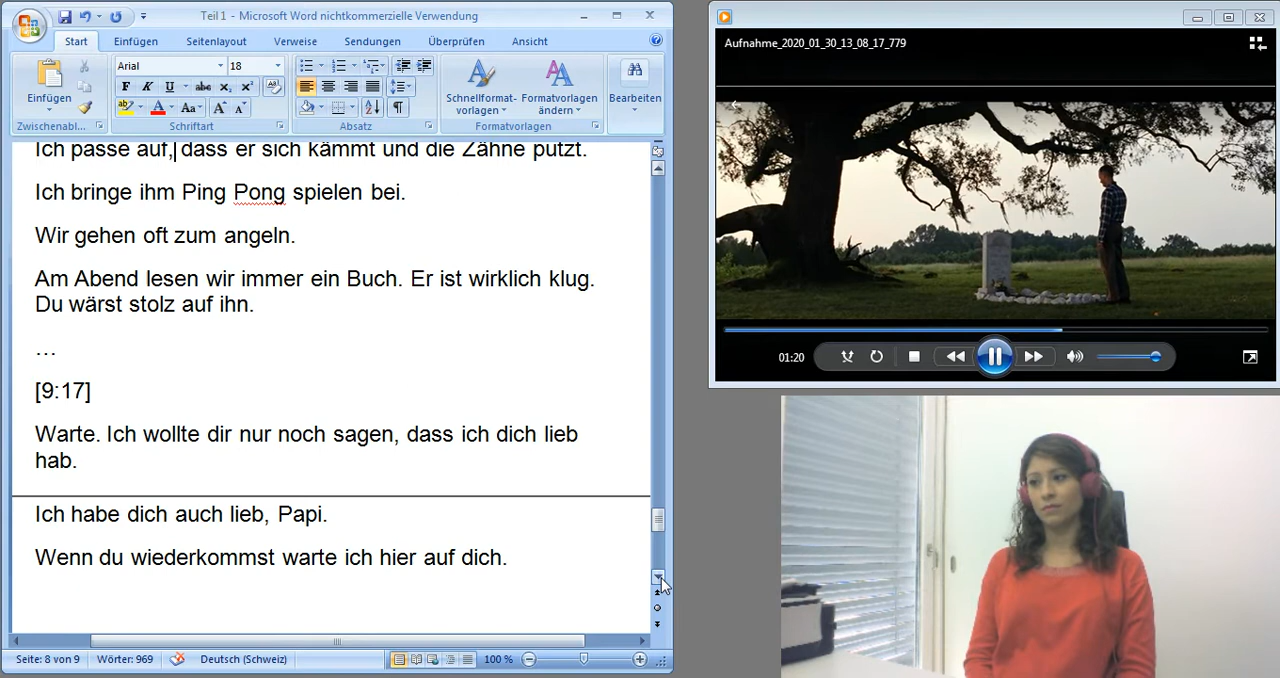 Teil 1 - Microsoft Word nichtkommerzielle Verwendung
Start Einfügen Seitenlayout Verweise Sendungen Überprüfen Ansicht
Arial 18
F K U abc x₂ x²
ab A Aa A A
Einfügen
Schnellformat-
vorlagen
Formatvorlagen
ändern
Bearbeiten
Zwischenabl... Schriftart Absatz Formatvorlagen
Ich passe auf, dass er sich kämmt und die Zähne putzt.
Ich bringe ihm Ping Pong spielen bei.
Wir gehen oft zum angeln.
Am Abend lesen wir immer ein Buch. Er ist wirklich klug.
Du wärst stolz auf ihn.
…
[9:17]
Warte. Ich wollte dir nur noch sagen, dass ich dich lieb
hab.
Ich habe dich auch lieb, Papi.
Wenn du wiederkommst warte ich hier auf dich.
Seite: 8 von 9 Wörter: 969 Deutsch (Schweiz) 100 %
Aufnahme_2020_01_30_13_08_17_779
01:20